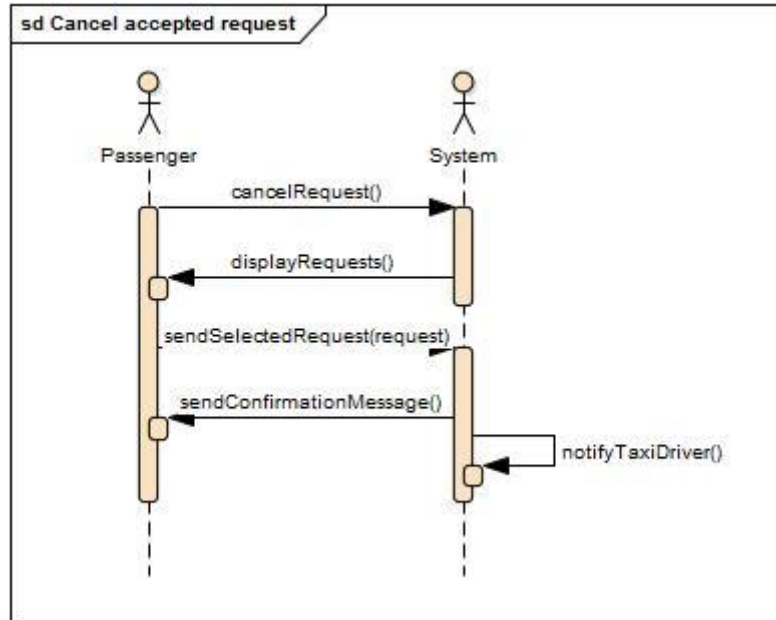 sd Cancel accepted request
Passenger
System
cancelRequest()
displayRequests()
sendSelectedRequest(request)
sendConfirmationMessage()
notifyTaxiDriver()